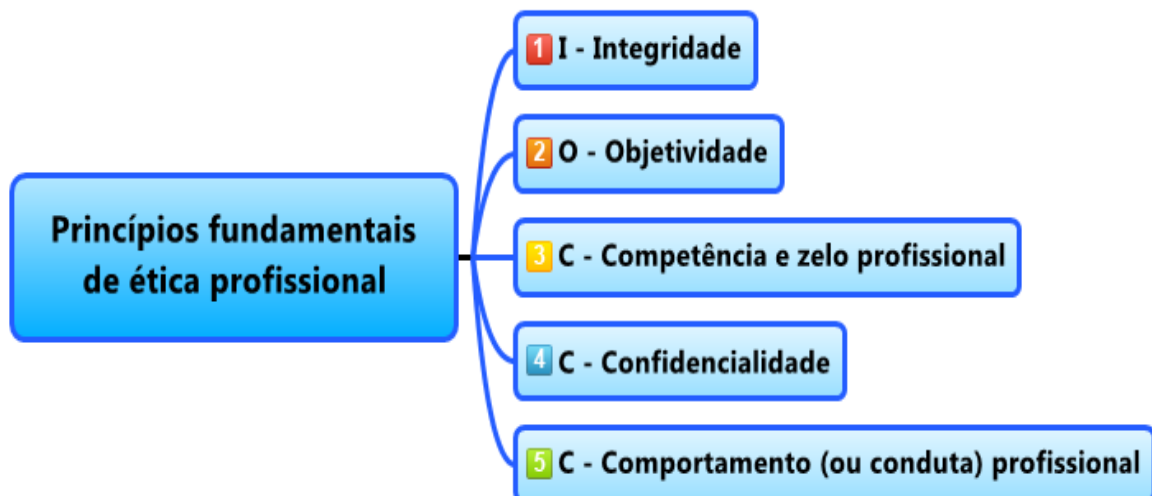 Princípios fundamentais
de ética profissional
1 I - Integridade
2 O - Objetividade
3 C - Competência e zelo profissional
4 C - Confidencialidade
5 C - Comportamento (ou conduta) profissional